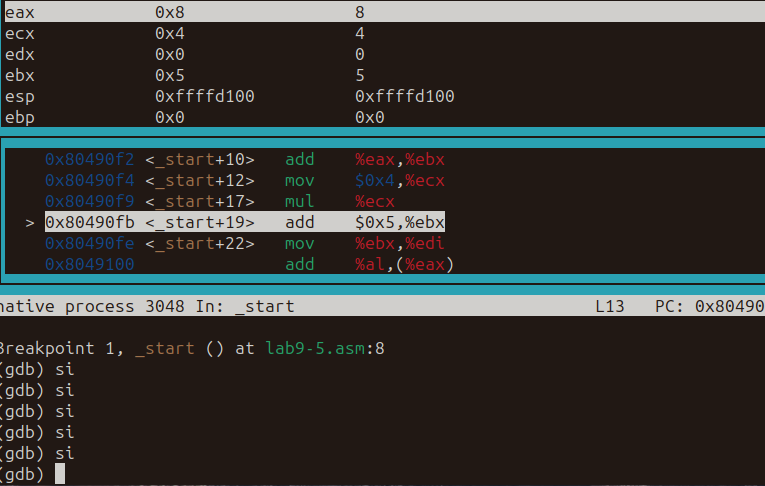 eax 0x8 8
ecx 0x4 4
edx 0x0 0
ebx 0x5 5
esp 0xffffd100 0xffffd100
ebp 0x0 0x0
0x80490f2 <_start+10> add %eax,%ebx
0x80490f4 <_start+12> mov $0x4,%ecx
0x80490f9 <_start+17> mul %ecx
> 0x80490fb <_start+19> add $0x5,%ebx
0x80490fe <_start+22> mov %ebx,%edi
0x8049100 add %al,(%eax)
native process 3048 In: _start L13 PC: 0x80490
Breakpoint 1, _start () at lab9-5.asm:8
(gdb) si
(gdb) si
(gdb) si
(gdb) si
(gdb) si
(gdb)